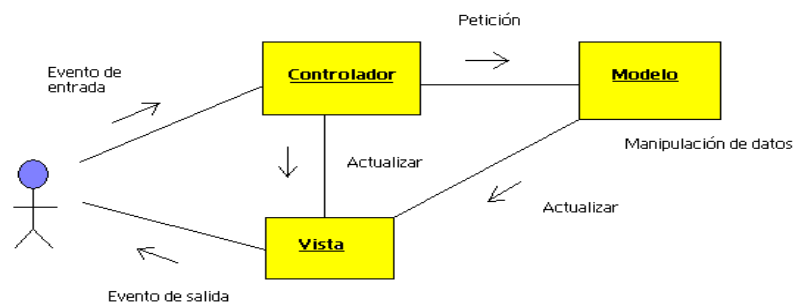 Petición
Controlador
Modelo
Evento de
entrada
Manipulación de datos
Actualizar
Actualizar
Vista
Evento de salida